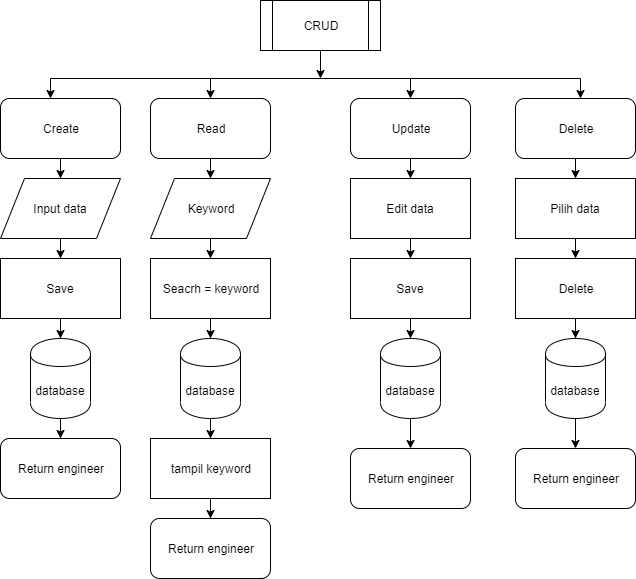 CRUD
Create
Read
Update
Delete
Input data
Keyword
Edit data
Pilih data
Save
Seacrh = keyword
Save
Delete
database
database
database
database
Return engineer
tampil keyword
Return engineer
Return engineer
Return engineer